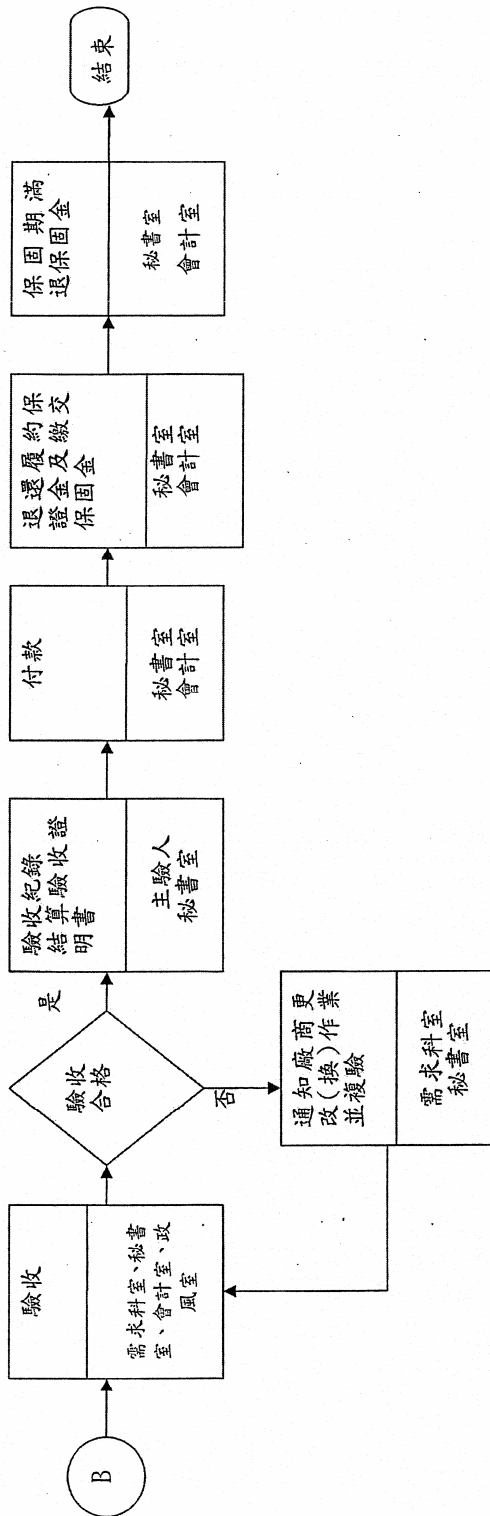 B
驗收
需求科室、秘書
室、會計室、政
風室
驗收
合格
是
否
通知廠商更
改(換)作業
並複驗
需求科室
秘書室
驗收紀錄
結算驗收證
明書
主驗人
秘書室
付款
秘書室
會計室
退還履約保
證金及繳交
保固金
秘書室
會計室
保固期滿
退保固金
秘書室
會計室
結束